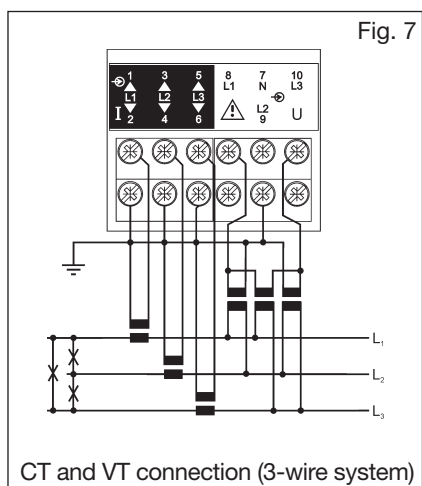 Fig. 7
1 3 5 8 7 10
L1 N L3
L1 L2 L3
I 2 4 6 L2 9 U
L1
L2
L3
CT and VT connection (3-wire system)